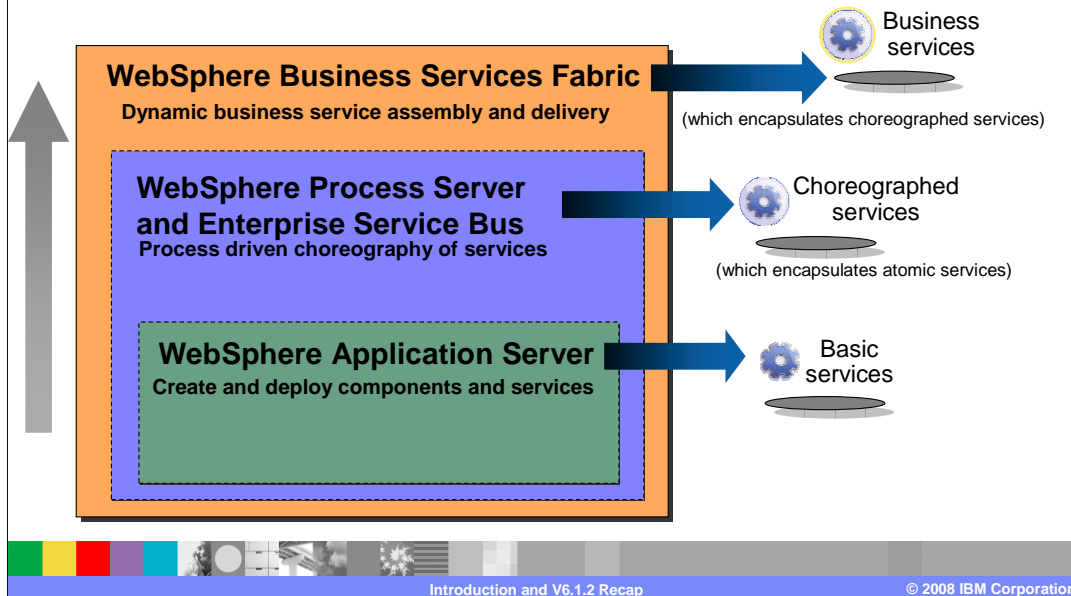 WebSphere Business Services Fabric
Dynamic business service assembly and delivery
Business
services
(which encapsulates choreographed services)
WebSphere Process Server
and Enterprise Service Bus
Process driven choreography of services
Choreographed
services
(which encapsulates atomic services)
WebSphere Application Server
Create and deploy components and services
Basic
services
Introduction and V6.1.2 Recap
© 2008 IBM Corporation